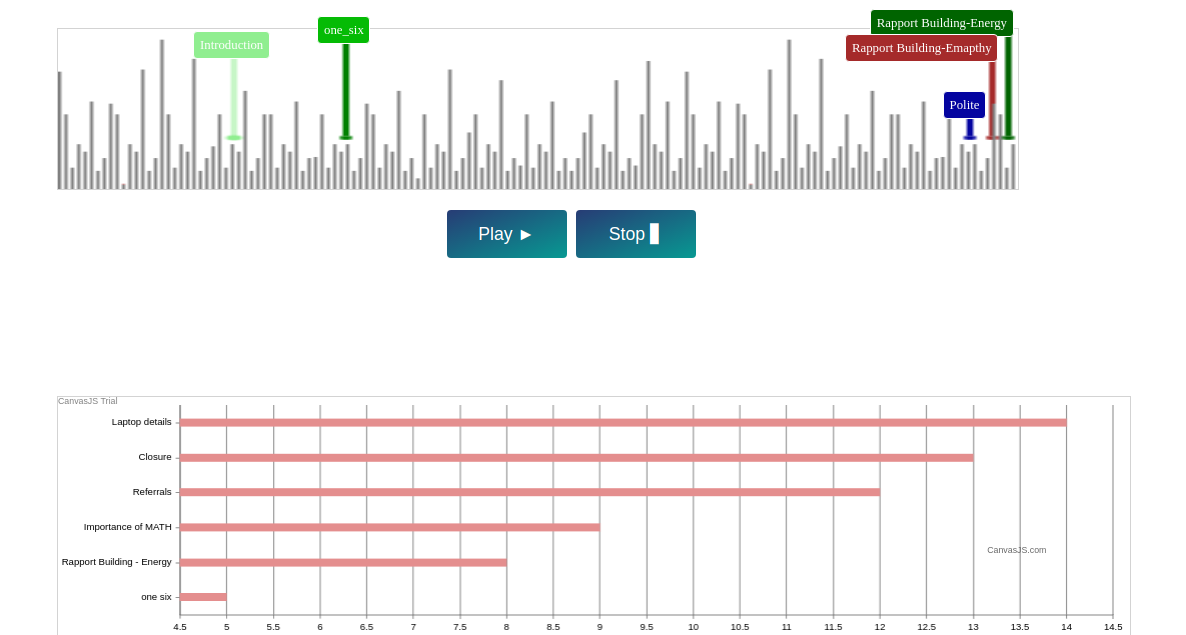 Rapport Building-Energy
one_six
Introduction
Rapport Building-Emapthy
Polite
Play ►
Stop ▋
CanvasJS Trial
Laptop details
Closure
Referrals
Importance of MATH
CanvasJS.com
Rapport Building - Energy
one six
4.5 5 5.5 6 6.5 7 7.5 8 8.5 9 9.5 10 10.5 11 11.5 12 12.5 13 13.5 14 14.5